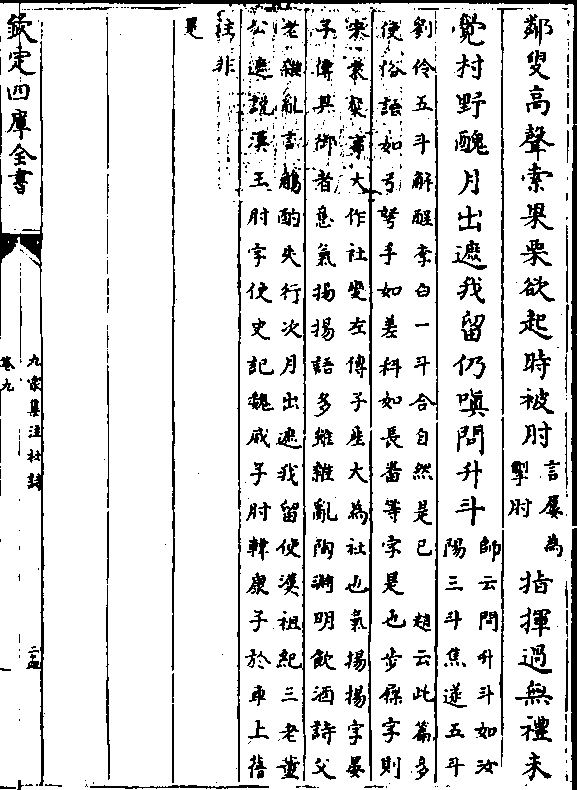 鄰叟高聲索果栗欲起時被肘言屢為掣肘指揮過無禮未
覺村野醜月出遮我留仍嗔問升斗師云問升斗如汝陽三斗焦遂五斗
劉伶五斗解酲李白一斗合自然是已 趙云此篇多
使俗語如弓弩手如差科如長番等字是也步屧字則
宋袁粲事大作社變左傳子產大為社也氣揚揚字晏
子傳其御者意氣揚揚語多雖雜亂陶淵明飲酒詩父
老雜亂言觴酌失行次月出遮我留使漢祖紀三老董
公遮說漢王肘字使史記魏戚子肘韓康子於車上舊
註非
是
欽定四庫全書
九家集注杜詩
卷九